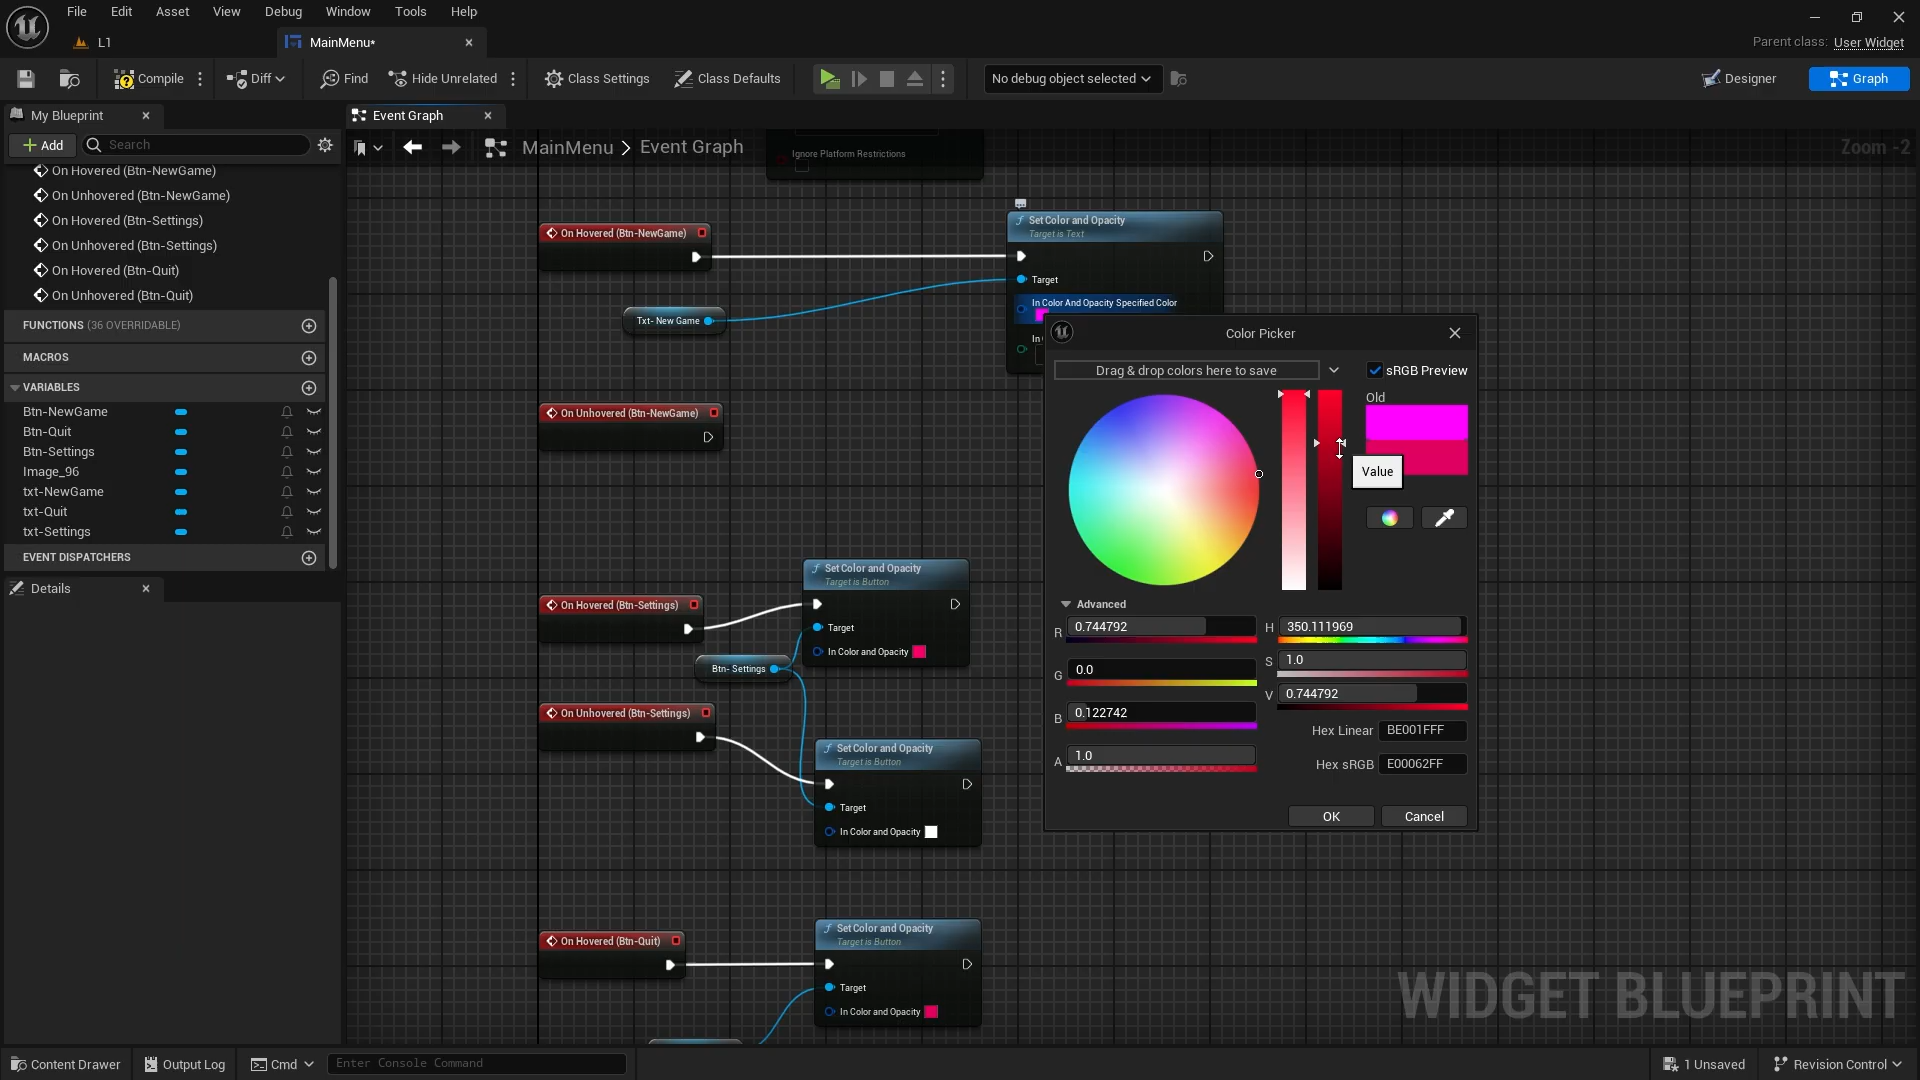 File Edit Asset View Debug Window Tools Help
L1
MainMenu*
Parent class: User Widget
Compile
Diff
Find
Hide Unrelated
Class Settings
Class Defaults
No debug object selected
Designer
Graph
My Blueprint
Event Graph
Add
Search
MainMenu > Event Graph
Zoom -2
On Hovered (Btn-NewGame)
On Unhovered (Btn-NewGame)
On Hovered (Btn-Settings)
On Unhovered (Btn-Settings)
On Hovered (Btn-Quit)
On Unhovered (Btn-Quit)
FUNCTIONS (36 OVERRIDABLE)
MACROS
VARIABLES
Btn-NewGame
Btn-Quit
Btn-Settings
Image_96
txt-NewGame
txt-Quit
txt-Settings
EVENT DISPATCHERS
Details
Ignore Platform Restrictions
On Hovered (Btn-NewGame)
Set Color and Opacity
Target is Text
Target
In Color And Opacity Specified Color
In
Txt- New Game
On Unhovered (Btn-NewGame)
On Hovered (Btn-Settings)
Set Color and Opacity
Target is Button
Target
In Color and Opacity
Btn- Settings
On Unhovered (Btn-Settings)
Set Color and Opacity
Target is Button
Target
In Color and Opacity
On Hovered (Btn-Quit)
Set Color and Opacity
Target is Button
Target
In Color and Opacity
Color Picker
Drag & drop colors here to save
sRGB Preview
Old
Value
Advanced
R 0.744792
G 0.0
B 0.122742
A 1.0
H 350.111969
S 1.0
V 0.744792
Hex Linear BE001FFF
Hex sRGB E00062FF
OK
Cancel
WIDGET BLUEPRINT
Content Drawer
Output Log
Cmd
Enter Console Command
1 Unsaved
Revision Control